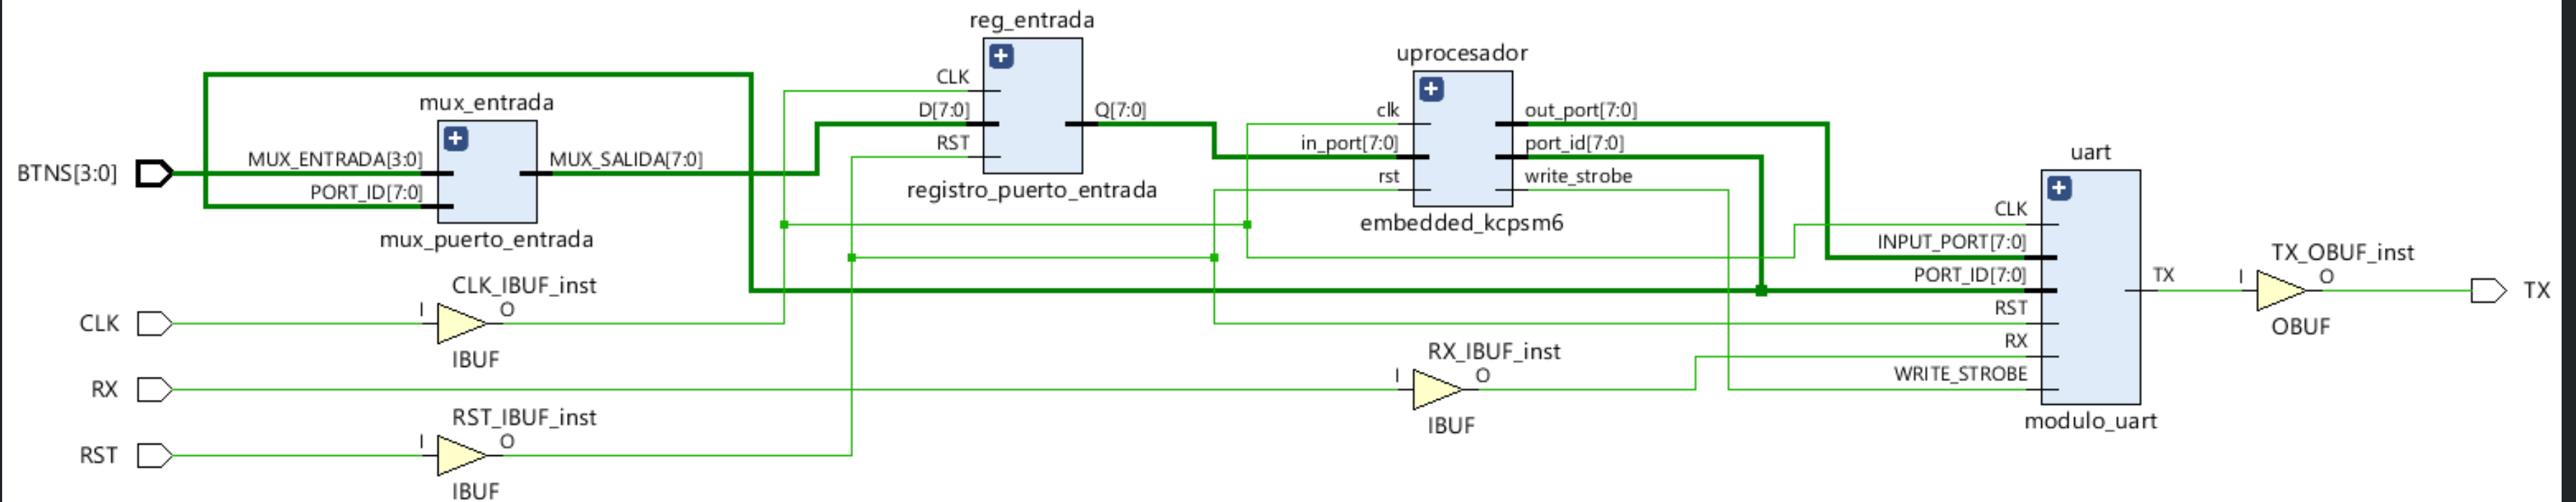 reg_entrada
CLK
D[7:0]
RST
Q[7:0]
registro_puerto_entrada
uprocesador
clk
in_port[7:0]
rst
out_port[7:0]
port_id[7:0]
write_strobe
embedded_kcpsm6
mux_entrada
BTNS[3:0]
MUX_ENTRADA[3:0]
PORT_ID[7:0]
MUX_SALIDA[7:0]
mux_puerto_entrada
uart
CLK
INPUT_PORT[7:0]
PORT_ID[7:0]
RST
RX
WRITE_STROBE
TX
modulo_uart
TX_OBUF_inst
I
O
OBUF
TX
CLK_IBUF_inst
CLK
I
O
IBUF
RX
RX_IBUF_inst
I
O
IBUF
RST_IBUF_inst
RST
I
O
IBUF